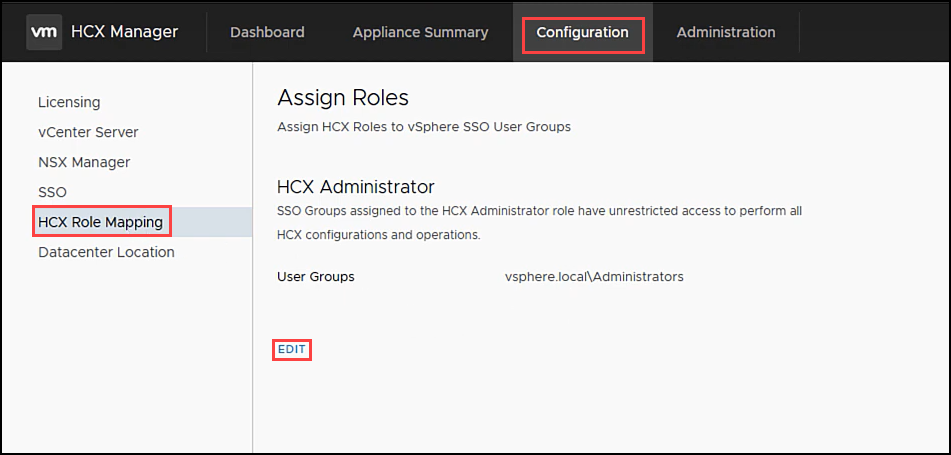 vm HCX Manager Dashboard Appliance Summary Configuration Administration
Licensing
vCenter Server
NSX Manager
SSO
HCX Role Mapping
Datacenter Location
Assign Roles
Assign HCX Roles to vSphere SSO User Groups
HCX Administrator
SSO Groups assigned to the HCX Administrator role have unrestricted access to perform all
HCX configurations and operations.
User Groups vsphere.local\Administrators
EDIT